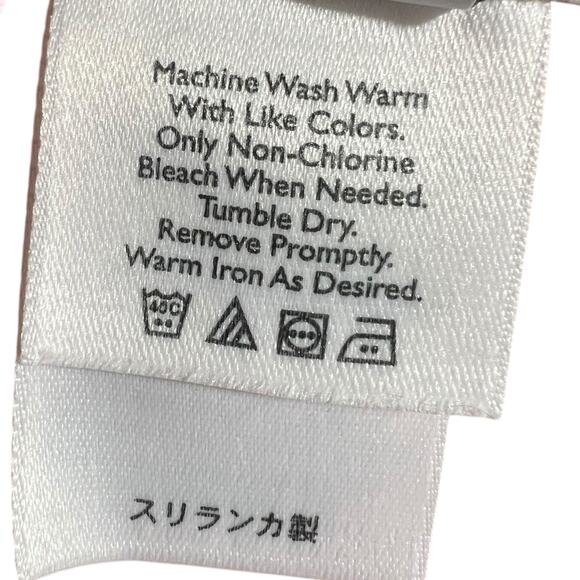 Machine Wash Warm
With Like Colors.
Only Non-Chlorine
Bleach When Needed.
Tumble Dry.
Remove Promptly.
Warm Iron As Desired.
40C
スリランカ製